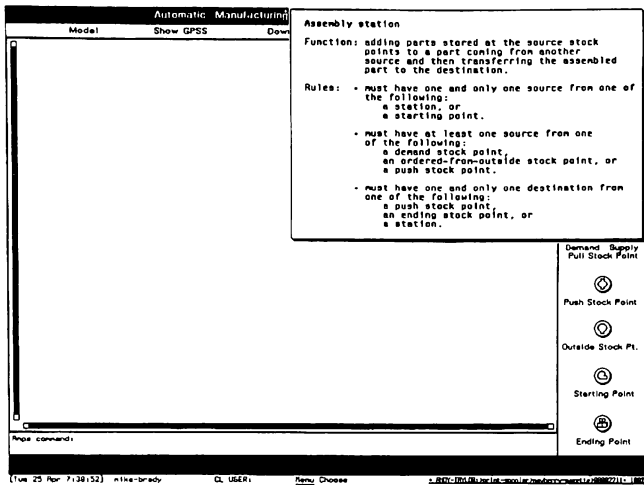 Automatic Manufacturing
Model Show GPSS Down
Assembly station
Function: adding parts stored at the source stock
points to a part coming from another
source and then transferring the assembled
part to the destination.
Rules: - must have one and only one source from one of
the following:
a station, or
a starting point.
- must have at least one source from one
of the following:
a demand stock point,
an ordered-from-outside stock point, or
a push stock point.
- must have one and only one destination from
one of the following:
a push stock point,
an ending stock point, or
a station.
Demand Supply
Pull Stock Point
Push Stock Point
Outside Stock Pt.
Starting Point
Ending Point
Amps command:
[Tue 25 Apr 7:38:52] mike-brady CL USER: Menu Choose